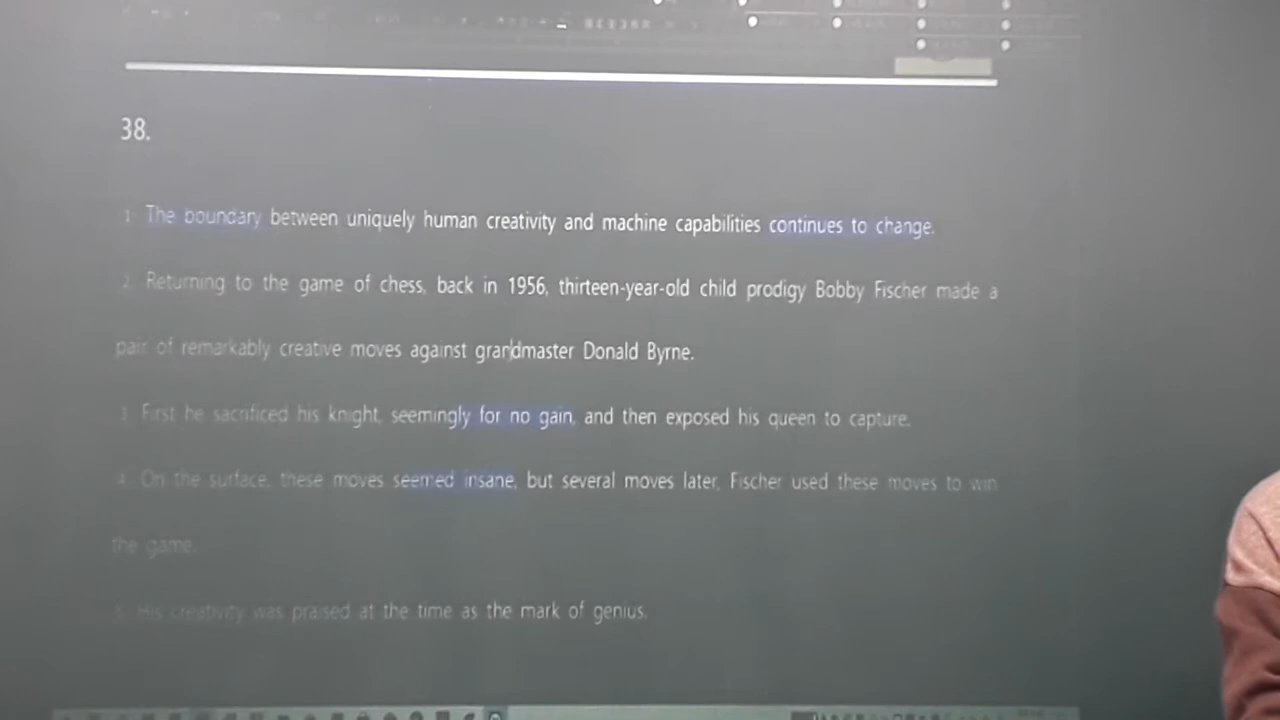 38.
1 The boundary between uniquely human creativity and machine capabilities continues to change.
2 Returning to the game of chess, back in 1956, thirteen-year-old child prodigy Bobby Fischer made a
pair of remarkably creative moves against grandmaster Donald Byrne.
3 First he sacrificed his knight, seemingly for no gain, and then exposed his queen to capture.
4 On the surface, these moves seemed insane, but several moves later, Fischer used these moves to win
the game.
5 His creativity was praised at the time as the mark of genius.